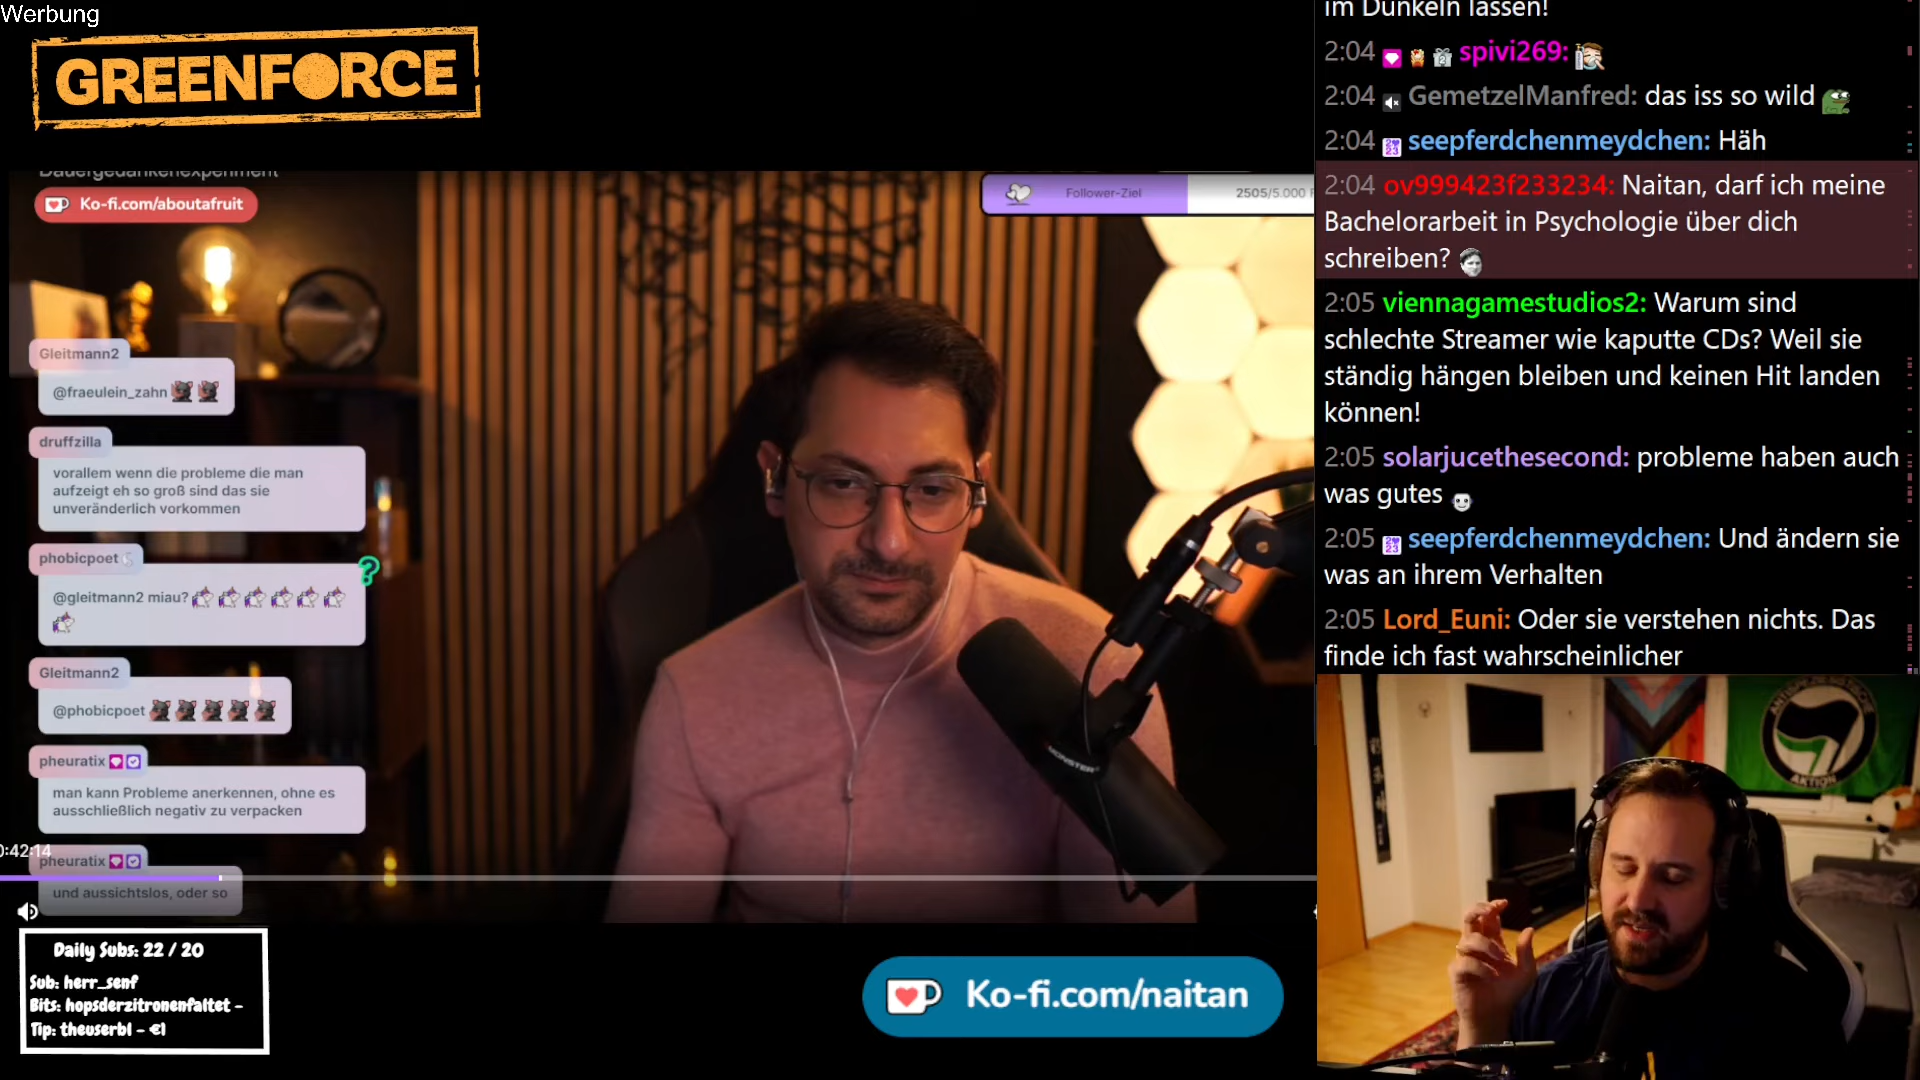 Werbung
GREENFORCE
Dauergedankenexperiment
Ko-fi.com/aboutafruit
Follower-Ziel
2505/5.000
Gleitmann2
@fraeulein_zahn
druffzilla
vorallem wenn die probleme die man
aufzeigt eh so groß sind das sie
unveränderlich vorkommen
phobicpoet
@gleitmann2 miau?
Gleitmann2
@phobicpoet
pheuratix
man kann Probleme anerkennen, ohne es
ausschließlich negativ zu verpacken
0:42:14
pheuratix
und aussichtslos, oder so
MONSTER
Daily Subs: 22 / 20
Sub: herr_senf
Bits: hopsderzitronenfaltet -
Tip: theuserbl - €1
Ko-fi.com/naitan
im Dunkeln lassen!
2:04 spivi269:
2:04 GemetzelManfred: das iss so wild
2:04 seepferdchenmeydchen: Häh
2:04 ov999423f233234: Naitan, darf ich meine
Bachelorarbeit in Psychologie über dich
schreiben?
2:05 viennagamestudios2: Warum sind
schlechte Streamer wie kaputte CDs? Weil sie
ständig hängen bleiben und keinen Hit landen
können!
2:05 solarjucethesecond: probleme haben auch
was gutes
2:05 seepferdchenmeydchen: Und ändern sie
was an ihrem Verhalten
2:05 Lord_Euni: Oder sie verstehen nichts. Das
finde ich fast wahrscheinlicher
AKTION